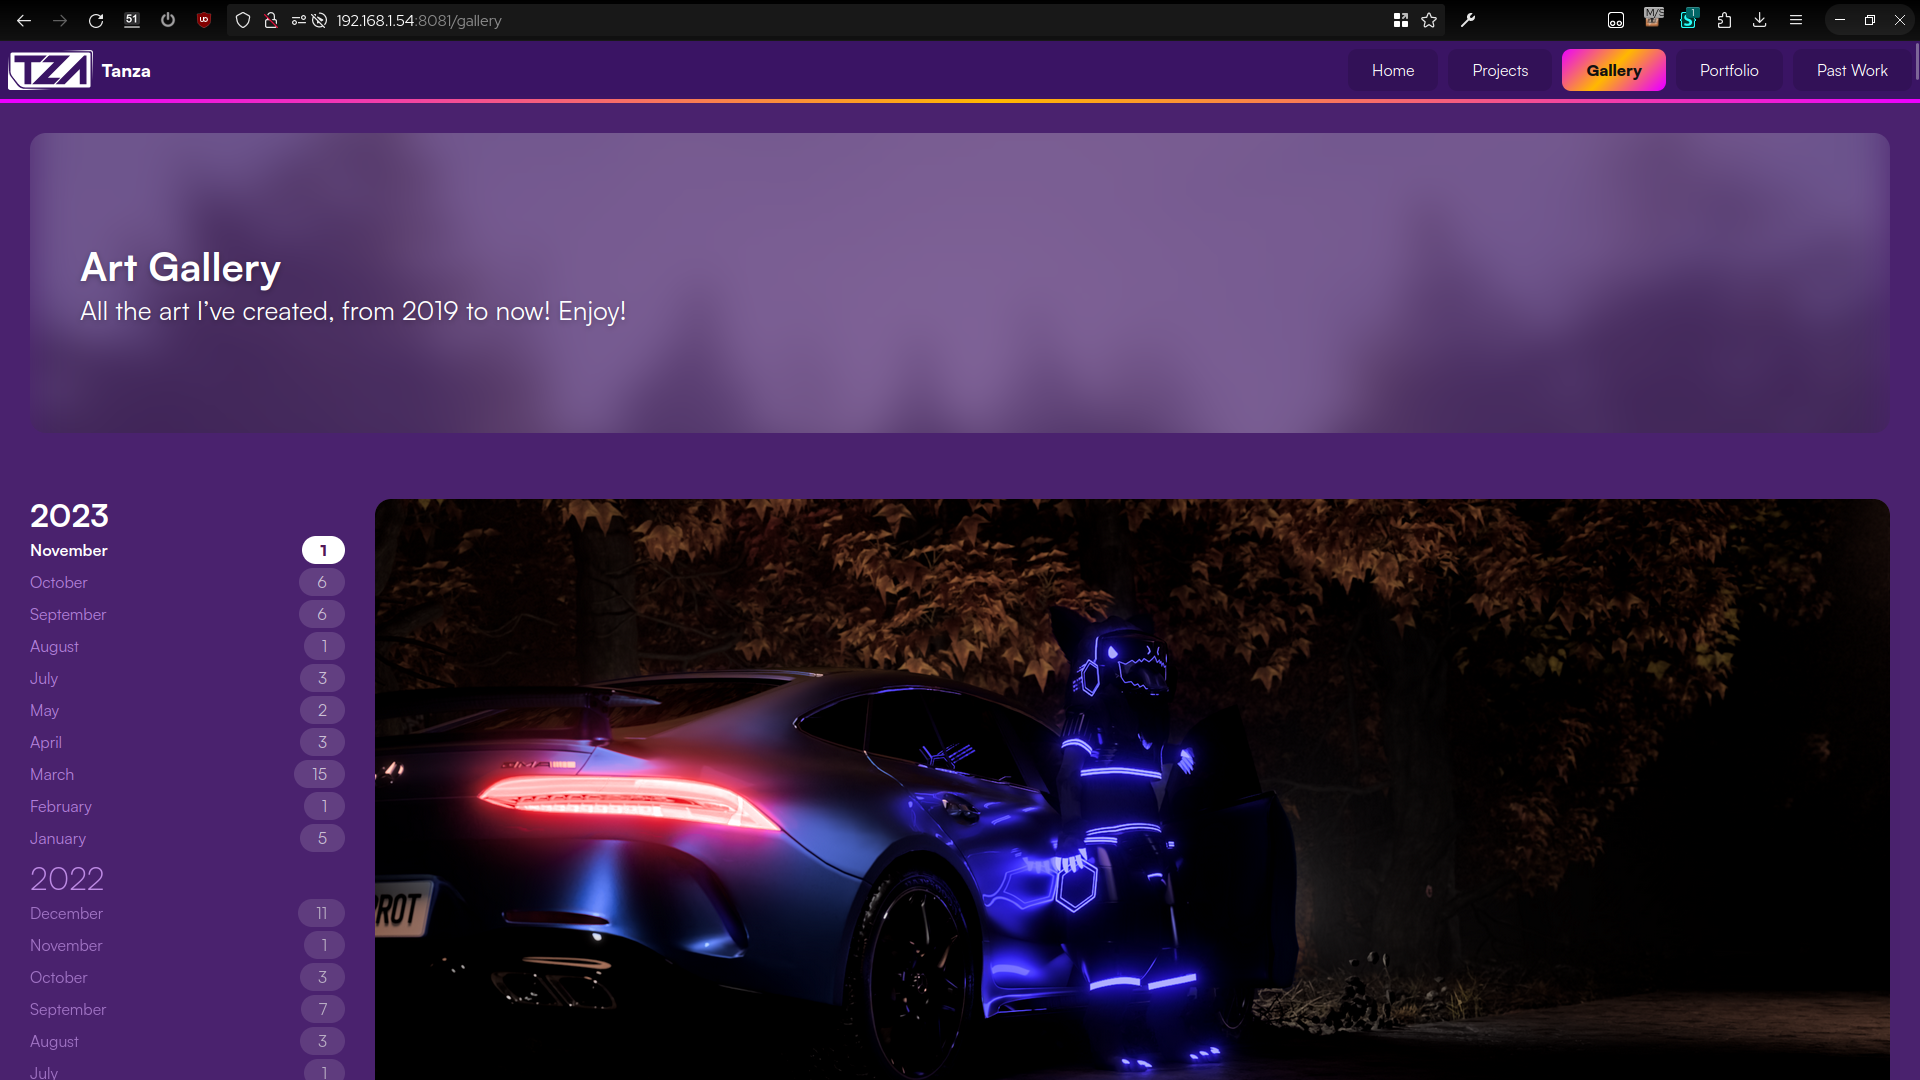 51
192.168.1.54:8081/gallery
1
TZA
Tanza
Home
Projects
Gallery
Portfolio
Past Work
Art Gallery
All the art I’ve created, from 2019 to now! Enjoy!
2023
November 1
October 6
September 6
August 1
July 3
May 2
April 3
March 15
February 1
January 5
2022
December 11
November 1
October 3
September 7
August 3
July 1
ROT